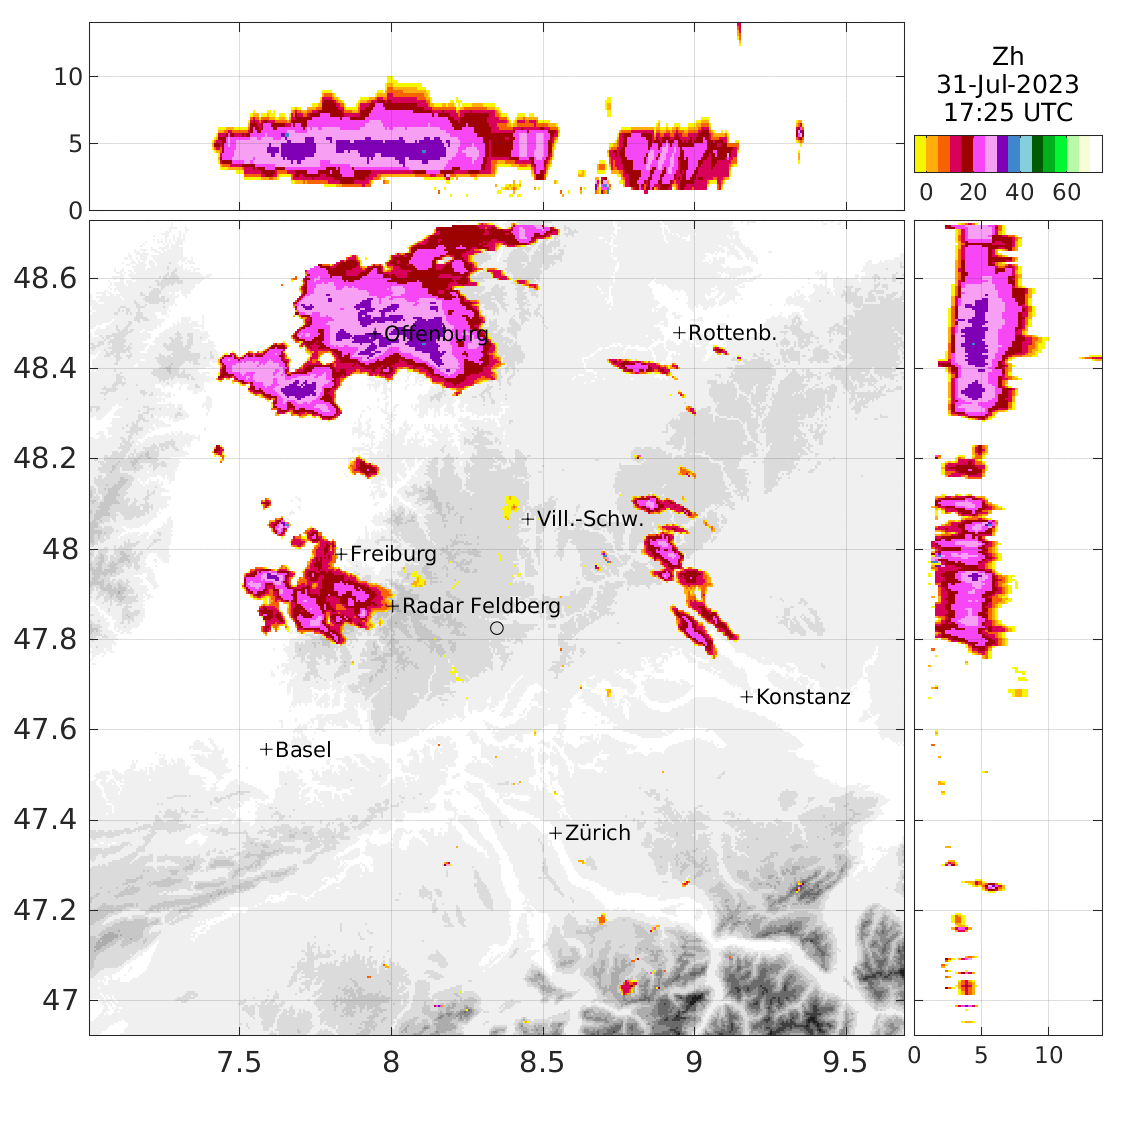 10
5
0
Zh
31-Jul-2023
17:25 UTC
0 20 40 60
48.6
48.4
48.2
48
47.8
47.6
47.4
47.2
47
Offenburg
Rottenb.
Vill.-Schw.
Freiburg
Radar Feldberg
Konstanz
Basel
Zürich
7.5 8 8.5 9 9.5
0 5 10